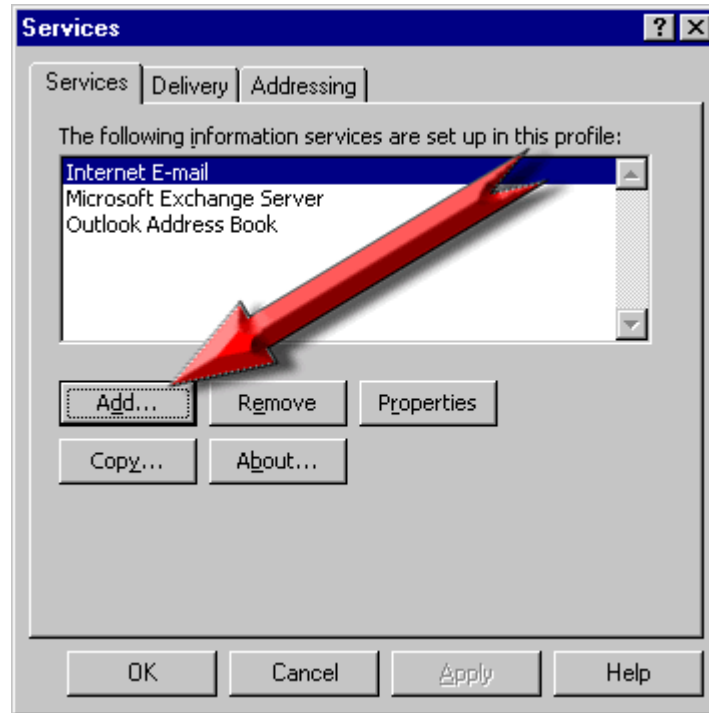 Services
Services Delivery Addressing
The following information services are set up in this profile:
Internet E-mail
Microsoft Exchange Server
Outlook Address Book
Add... Remove Properties
Copy... About...
OK Cancel Apply Help